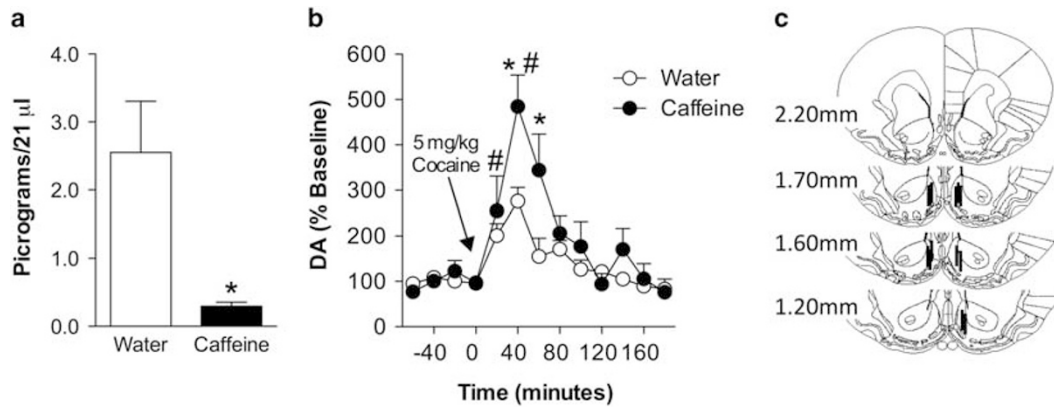 a
Picrograms/21 µl
4.0
3.0
2.0
1.0
0.0
*
Water
Caffeine
b
DA (% Baseline)
600
500
400
300
200
100
0
5 mg/kg
Cocaine
#
* #
*
Water
Caffeine
-40 0 40 80 120 160
Time (minutes)
c
2.20mm
1.70mm
1.60mm
1.20mm